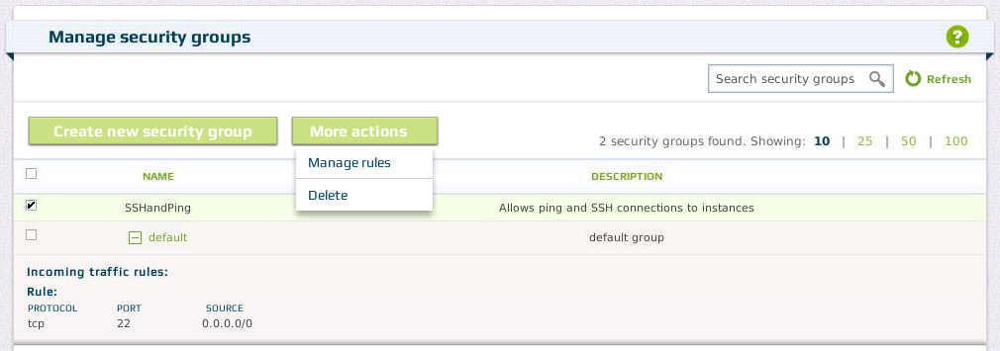 Manage security groups
?
Search security groups
Refresh
Create new security group
More actions
2 security groups found. Showing: 10 | 25 | 50 | 100
Manage rules
Delete
NAME DESCRIPTION
SSHandPing Allows ping and SSH connections to instances
default default group
Incoming traffic rules:
Rule:
PROTOCOL PORT SOURCE
tcp 22 0.0.0.0/0